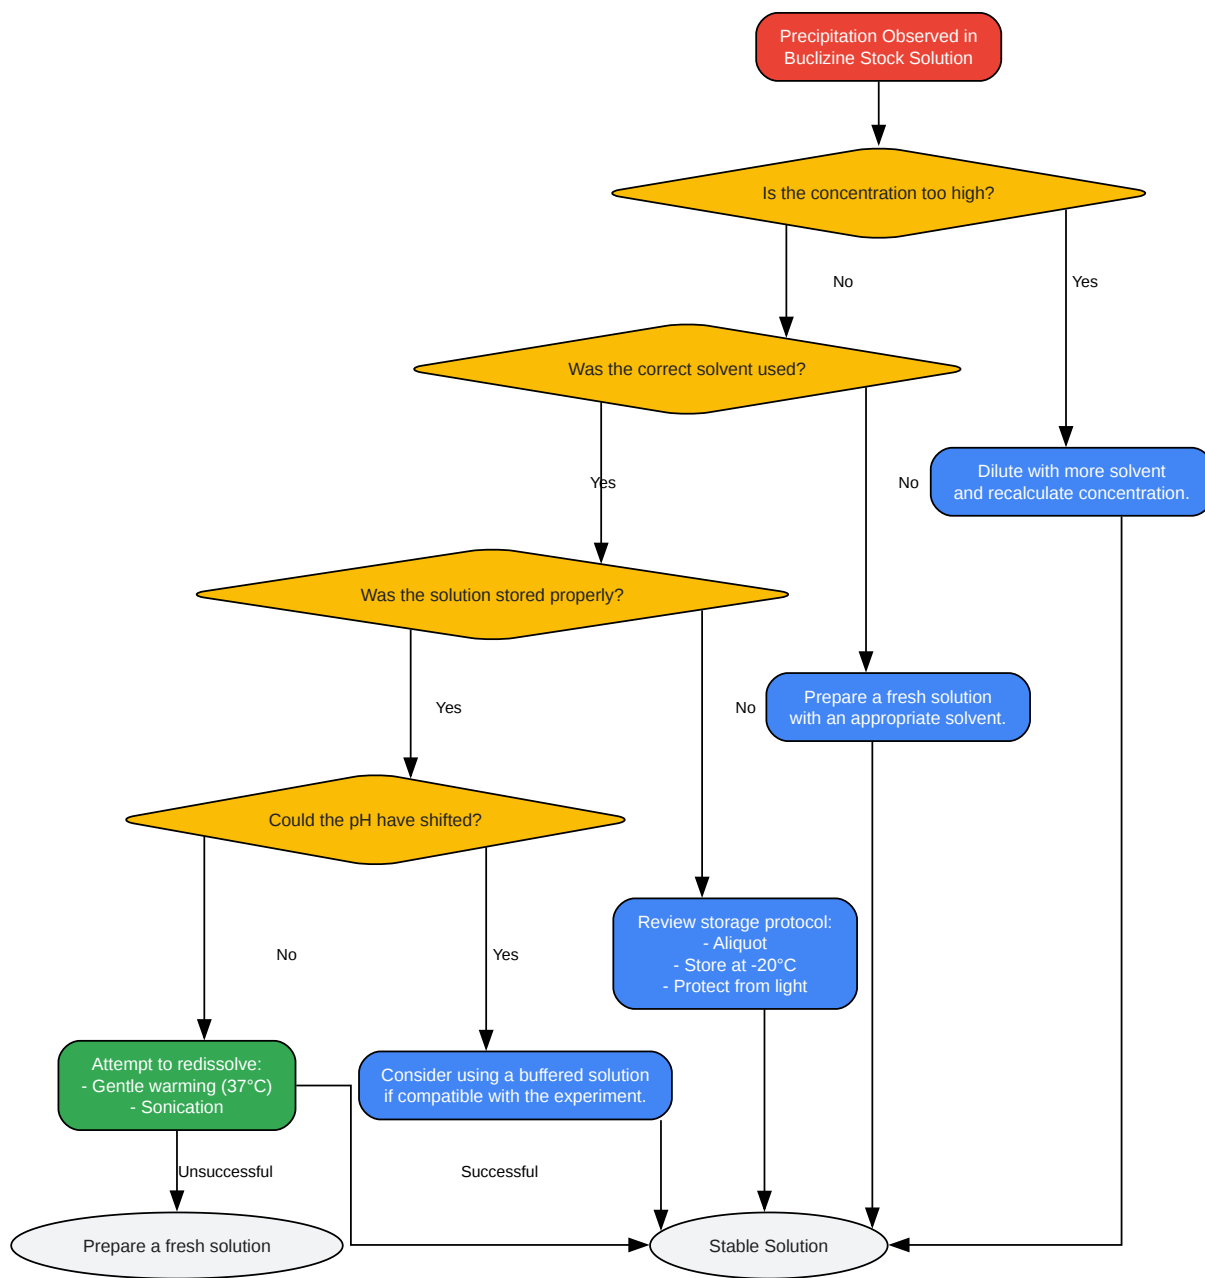 Precipitation Observed in
Buclizine Stock Solution
Is the concentration too high?
No
Yes
Was the correct solvent used?
Yes
No
Dilute with more solvent
and recalculate concentration.
Was the solution stored properly?
Yes
No
Prepare a fresh solution
with an appropriate solvent.
Could the pH have shifted?
No
Yes
Review storage protocol:
- Aliquot
- Store at -20°C
- Protect from light
Attempt to redissolve:
- Gentle warming (37°C)
- Sonication
Consider using a buffered solution
if compatible with the experiment.
Unsuccessful
Successful
Prepare a fresh solution
Stable Solution